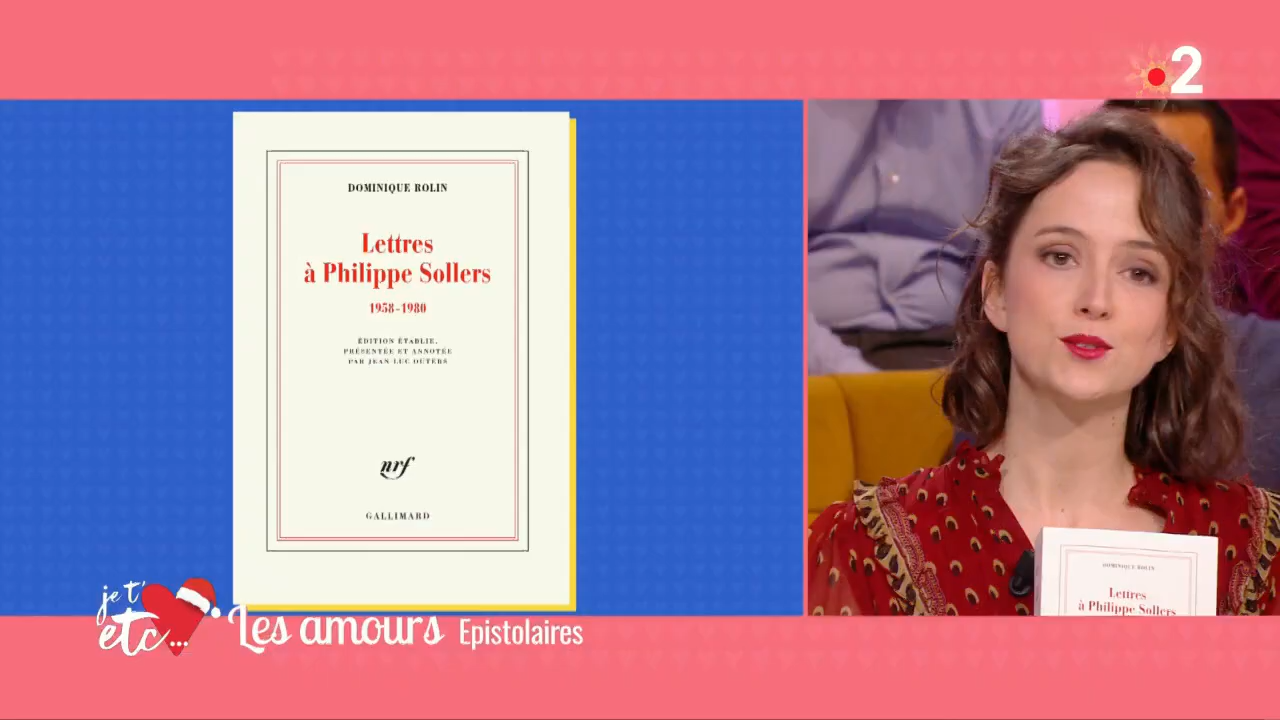 2
DOMINIQUE ROLIN
Lettres
à Philippe Sollers
1958-1980
ÉDITION ÉTABLIE,
PRÉSENTÉE ET ANNOTÉE
PAR JEAN-LUC OUTERS
nrf
GALLIMARD
DOMINIQUE ROLIN
Lettres
à Philippe Sollers
je t'
etc...
Les amours Epistolaires